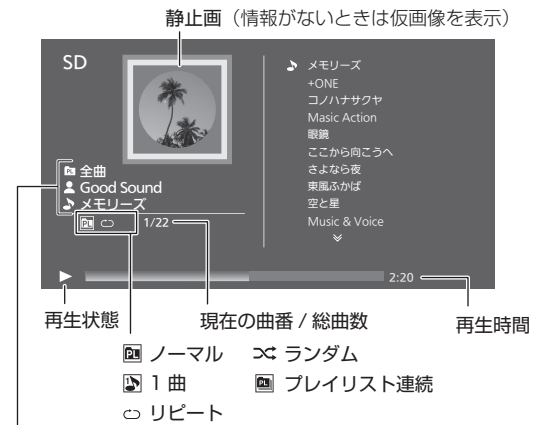 静止画（情報がないときは仮画像を表示）
SD
全曲
Good Sound
メモリーズ
PL
1/22
メモリーズ
+ONE
コノハナサクヤ
Masic Action
眼鏡
ここから向こうへ
さよなら夜
東風ふかば
空と星
Music & Voice
2:20
再生状態
現在の曲番 / 総曲数
再生時間
PL ノーマル
ランダム
1 曲
PL プレイリスト連続
リピート